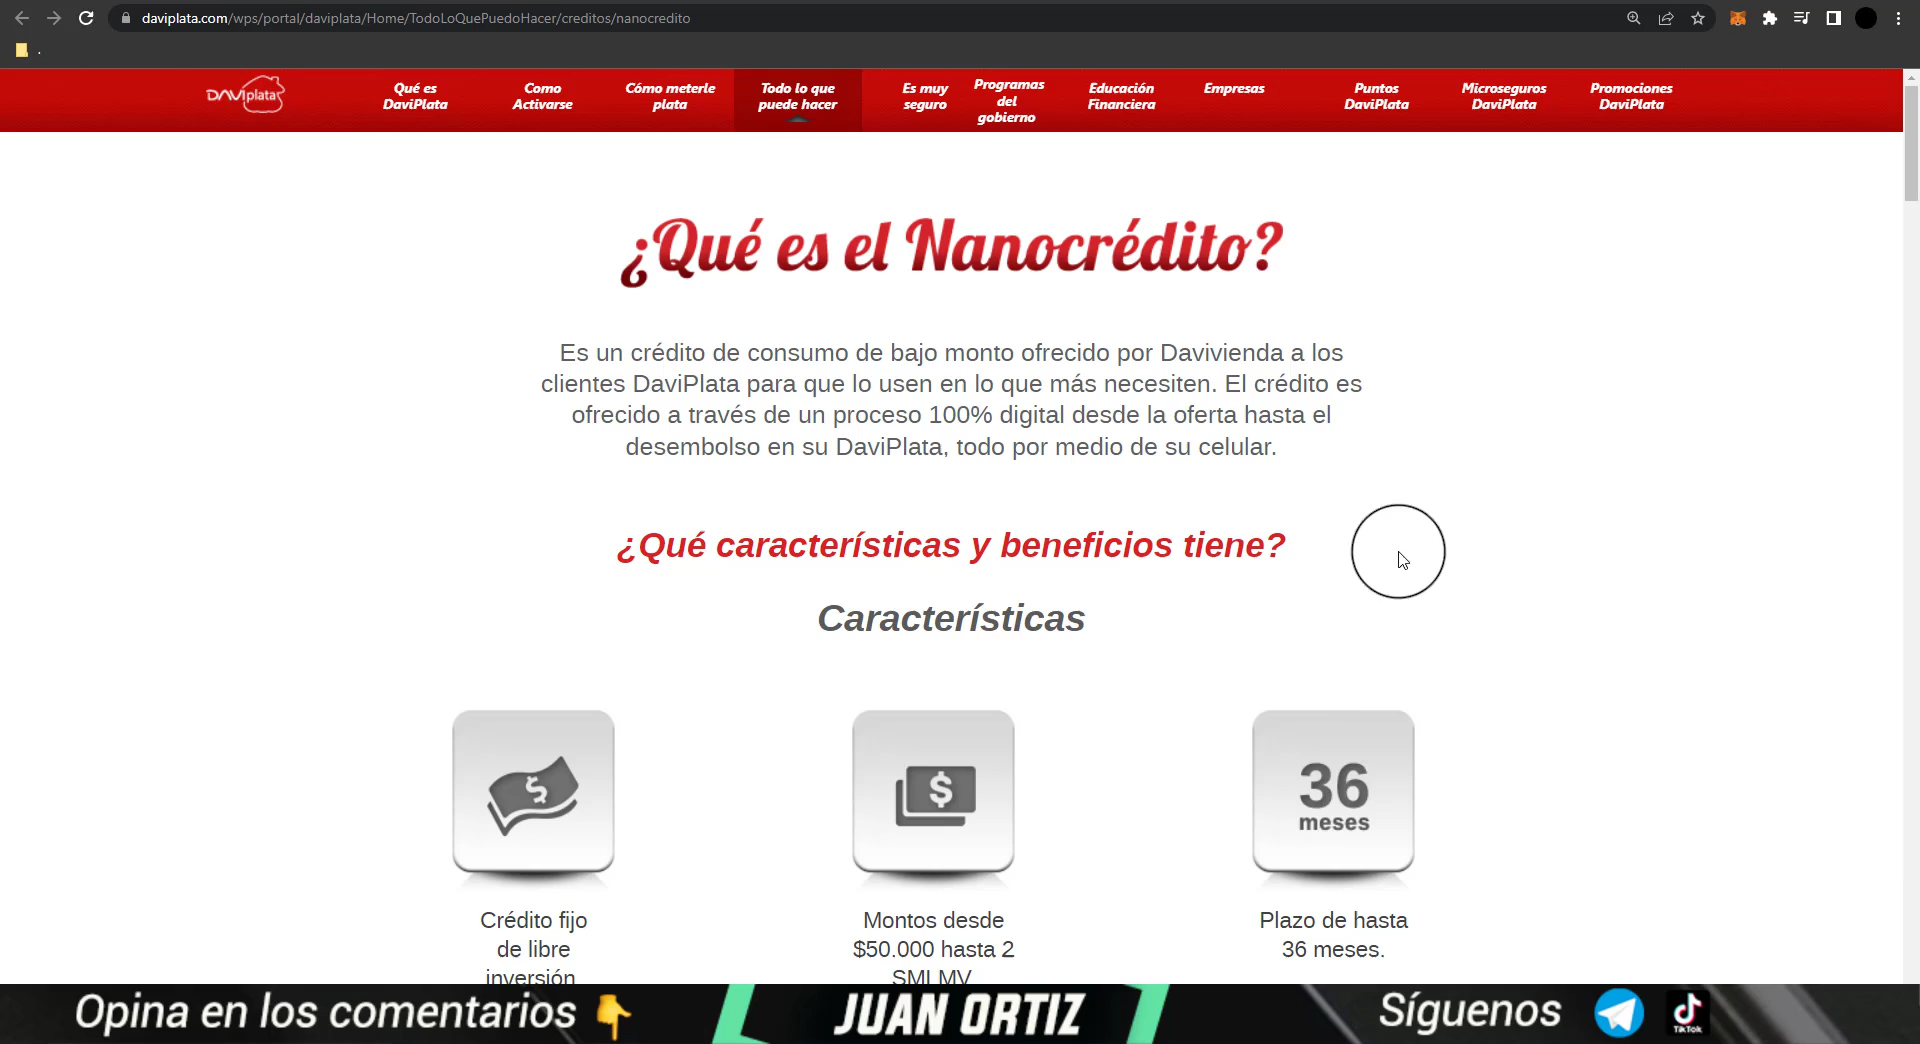 daviplata.com/wps/portal/daviplata/Home/TodoLoQuePuedoHacer/creditos/nanocredito
.
DAVIplata
Qué es
DaviPlata
Como
Activarse
Cómo meterle
plata
Todo lo que
puede hacer
Es muy
seguro
Programas
del
gobierno
Educación
Financiera
Empresas
Puntos
DaviPlata
Microseguros
DaviPlata
Promociones
DaviPlata
¿Qué es el Nanocrédito?
Es un crédito de consumo de bajo monto ofrecido por Davivienda a los
clientes DaviPlata para que lo usen en lo que más necesiten. El crédito es
ofrecido a través de un proceso 100% digital desde la oferta hasta el
desembolso en su DaviPlata, todo por medio de su celular.
¿Qué características y beneficios tiene?
Características
$
$
36
meses
Crédito fijo
de libre
inversión
Montos desde
$50.000 hasta 2
SMLMV
Plazo de hasta
36 meses.
Opina en los comentarios
JUAN ORTIZ
Síguenos
TikTok